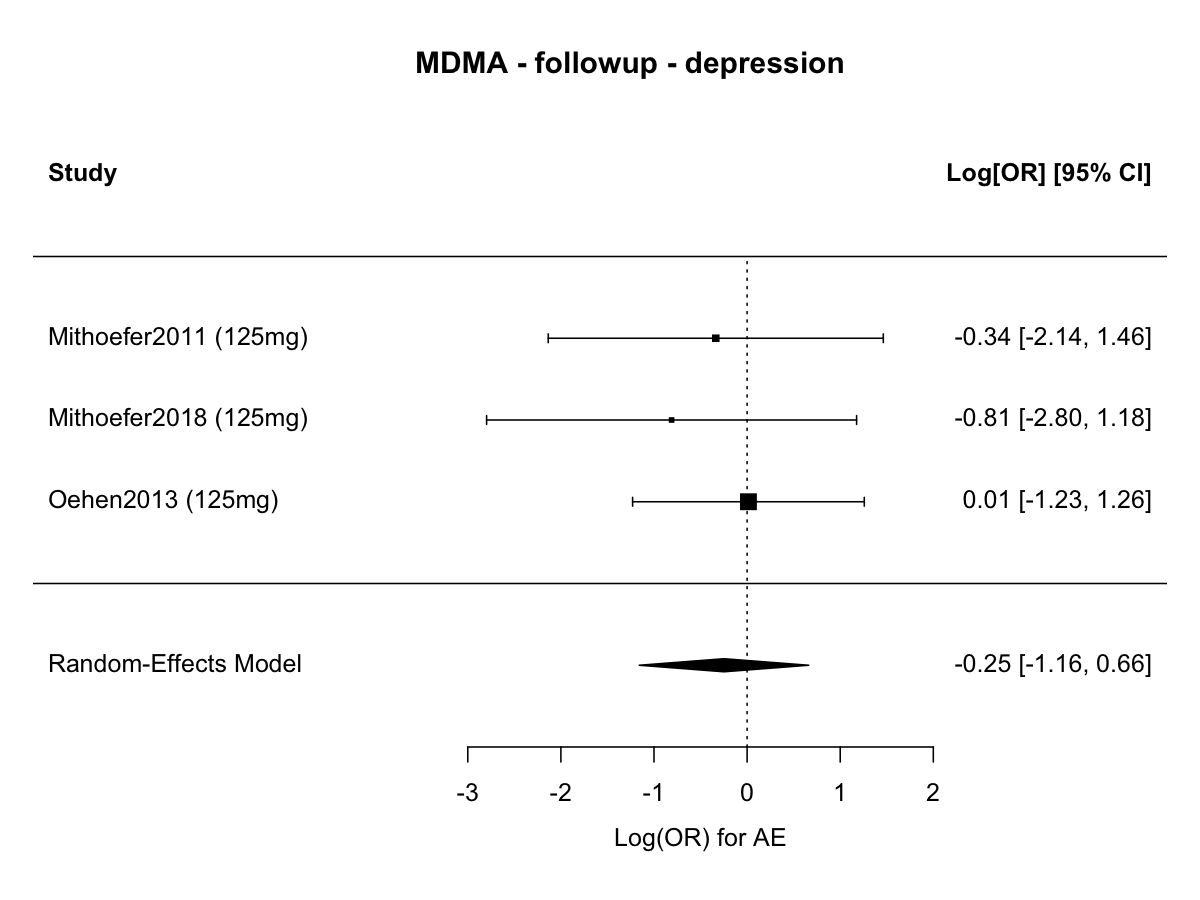 MDMA - followup - depression
Study Log[OR] [95% CI]
Mithoefer2011 (125mg) -0.34 [-2.14, 1.46]
Mithoefer2018 (125mg) -0.81 [-2.80, 1.18]
Oehen2013 (125mg) 0.01 [-1.23, 1.26]
Random-Effects Model -0.25 [-1.16, 0.66]
-3 -2 -1 0 1 2
Log(OR) for AE